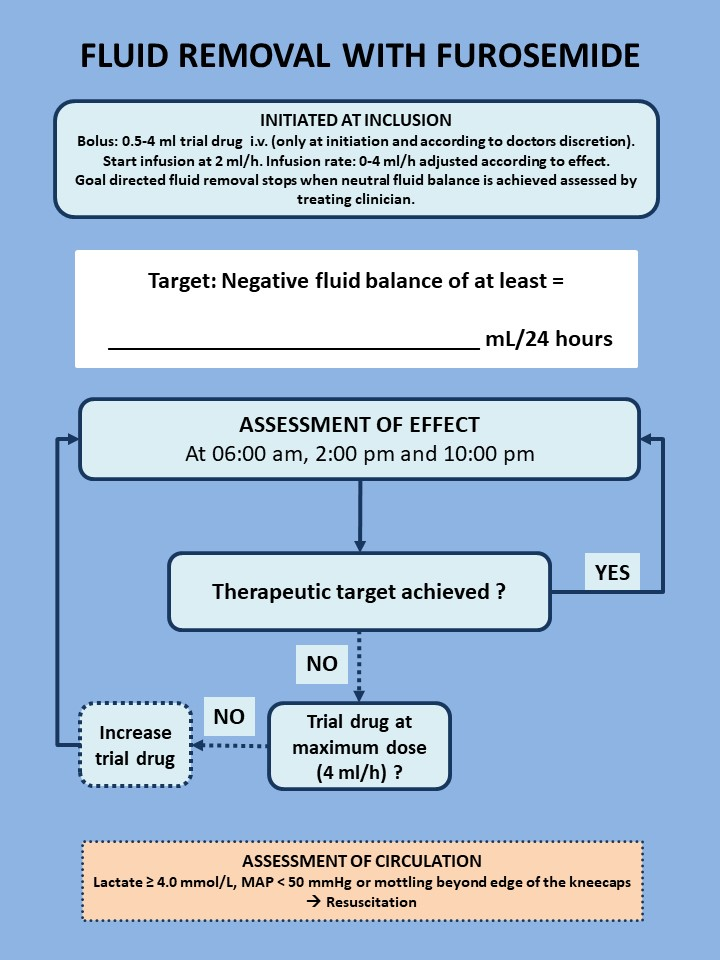 FLUID REMOVAL WITH FUROSEMIDE
INITIATED AT INCLUSION
Bolus: 0.5-4 ml trial drug i.v. (only at initiation and according to doctors discretion).
Start infusion at 2 ml/h. Infusion rate: 0-4 ml/h adjusted according to effect.
Goal directed fluid removal stops when neutral fluid balance is achieved assessed by
treating clinician.
Target: Negative fluid balance of at least =
_______________________________ mL/24 hours
ASSESSMENT OF EFFECT
At 06:00 am, 2:00 pm and 10:00 pm
Therapeutic target achieved ?
YES
NO
Trial drug at
maximum dose
(4 ml/h) ?
NO
Increase
trial drug
ASSESSMENT OF CIRCULATION
Lactate ≥ 4.0 mmol/L, MAP < 50 mmHg or mottling beyond edge of the kneecaps
→ Resuscitation